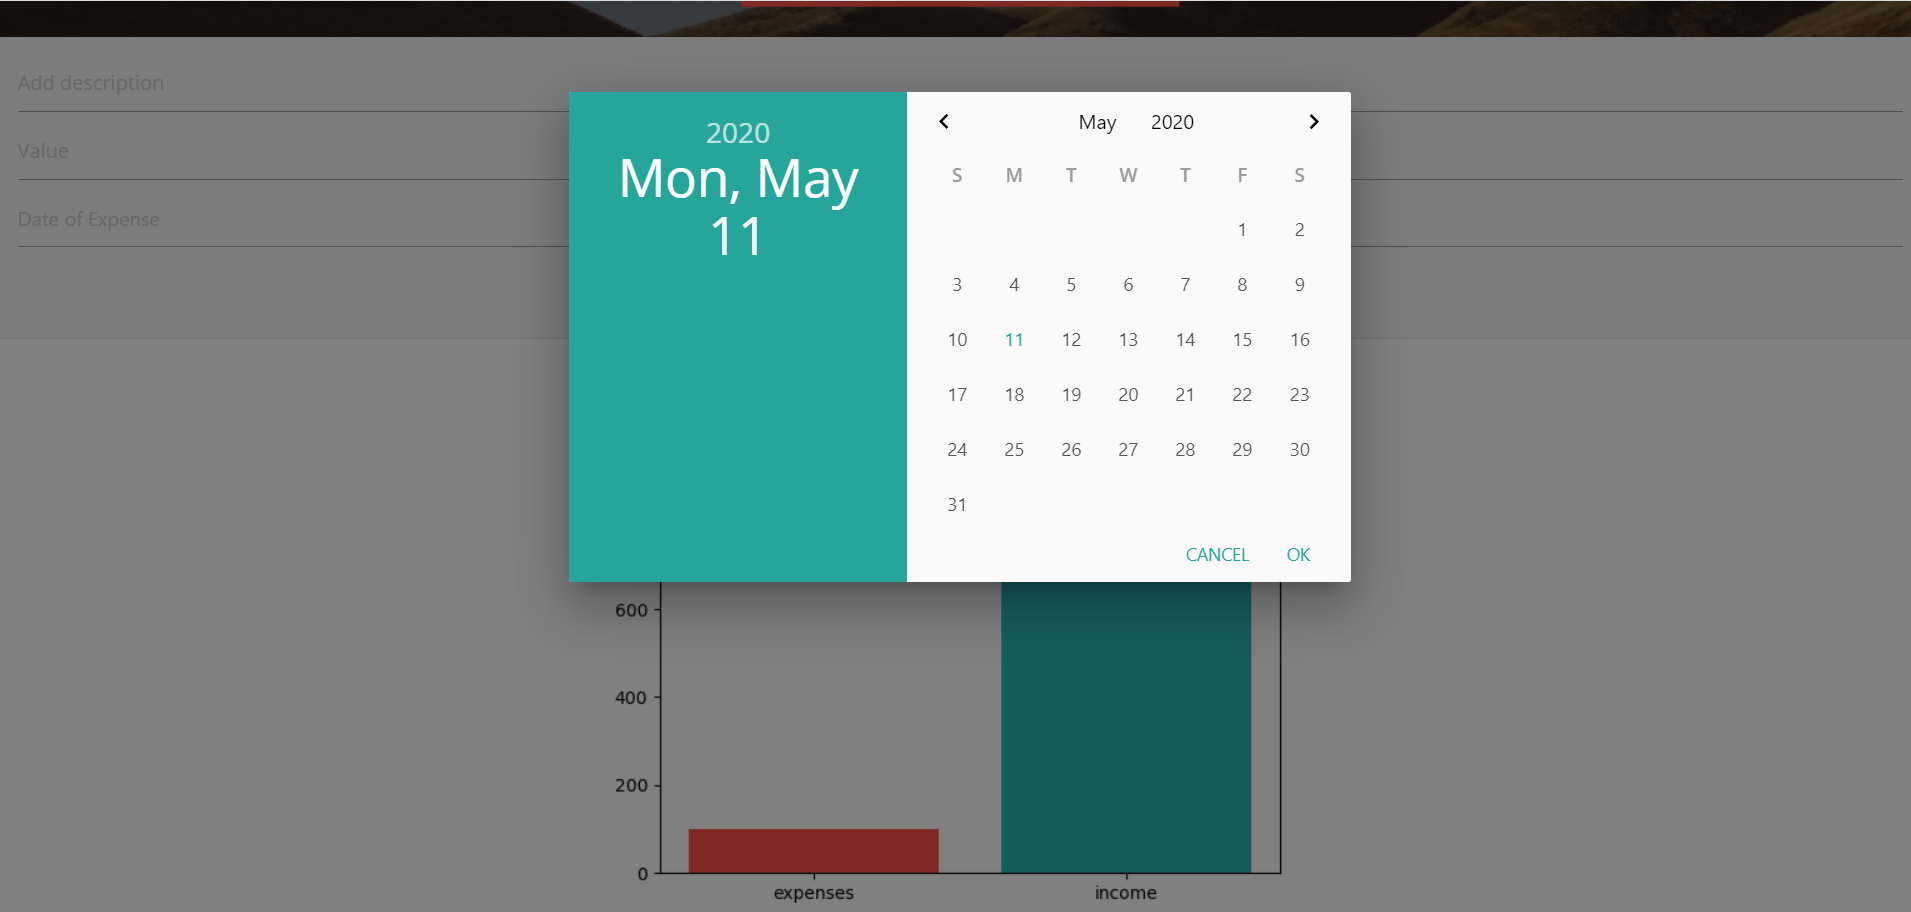 Add description
Value
Date of Expense
2020
Mon, May
11
May 2020
S M T W T F S
1 2
3 4 5 6 7 8 9
10 11 12 13 14 15 16
17 18 19 20 21 22 23
24 25 26 27 28 29 30
31
CANCEL OK
600
400
200
0
expenses income